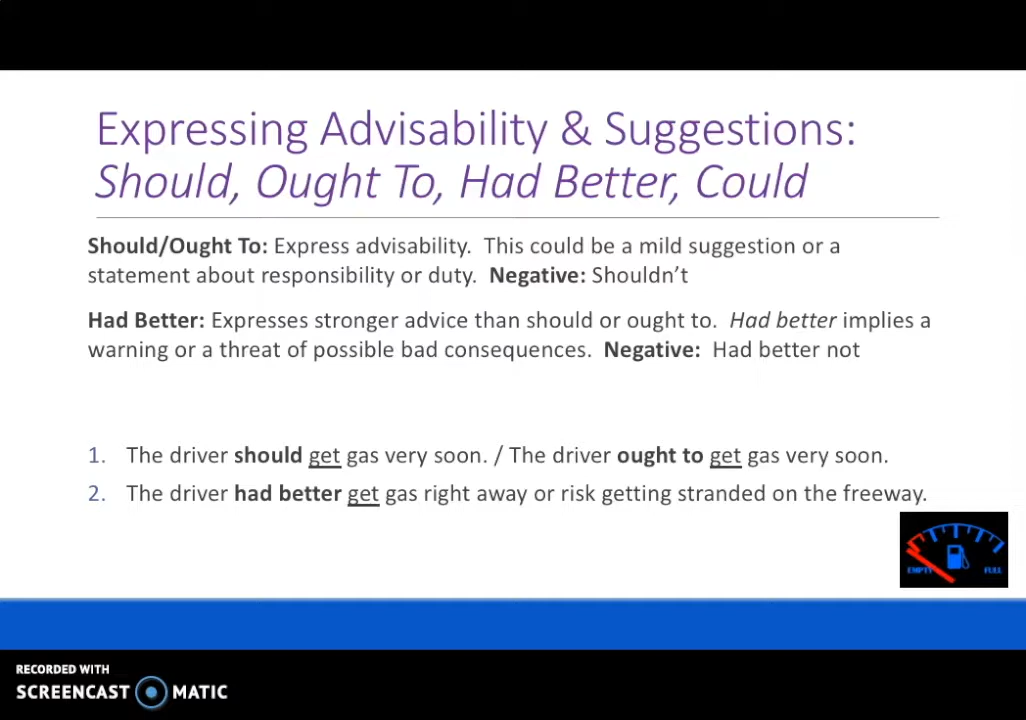 Expressing Advisability & Suggestions:
Should, Ought To, Had Better, Could
Should/Ought To: Express advisability.  This could be a mild suggestion or a
statement about responsibility or duty.  Negative: Shouldn’t
Had Better: Expresses stronger advice than should or ought to.  Had better implies a
warning or a threat of possible bad consequences.  Negative:  Had better not
1. The driver should get gas very soon. / The driver ought to get gas very soon.
2. The driver had better get gas right away or risk getting stranded on the freeway.
EMPTY FULL
RECORDED WITH
SCREENCAST MATIC